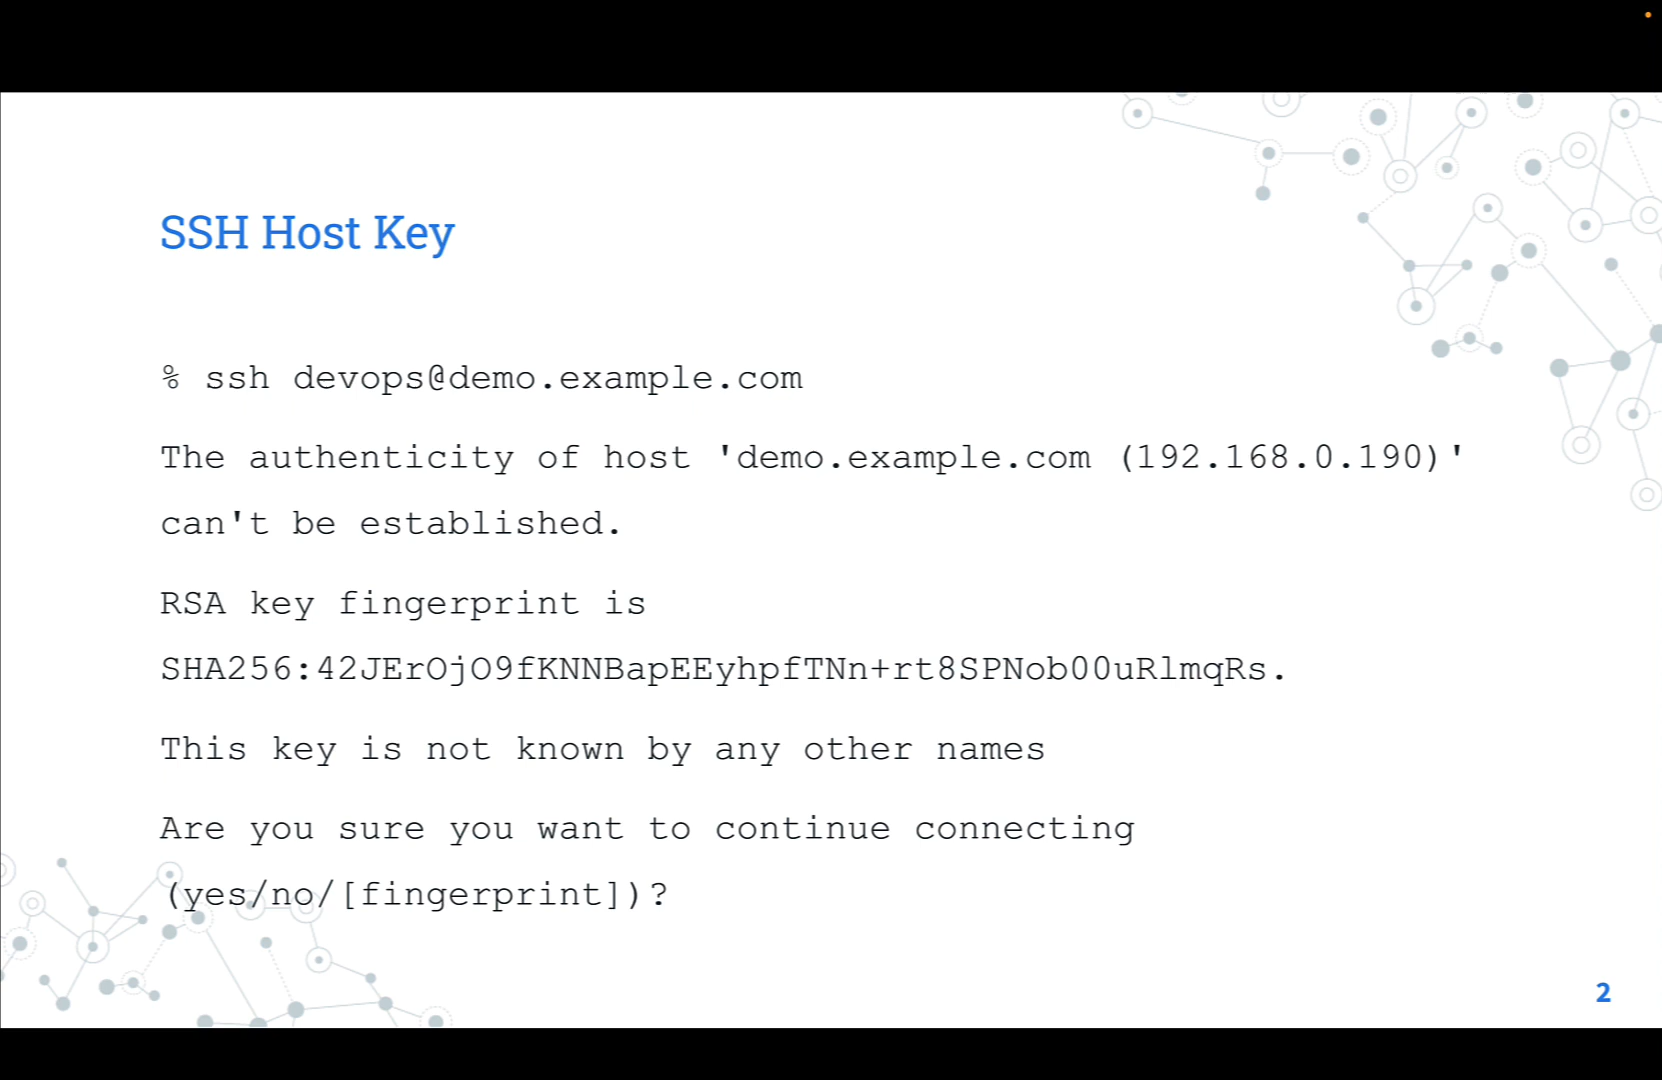 SSH Host Key
% ssh devops@demo.example.com
The authenticity of host 'demo.example.com (192.168.0.190)'
can't be established.
RSA key fingerprint is
SHA256:42JErOjO9fKNNBapEEyhpfTNn+rt8SPNob00uRlmqRs.
This key is not known by any other names
Are you sure you want to continue connecting
(yes/no/[fingerprint])?
2